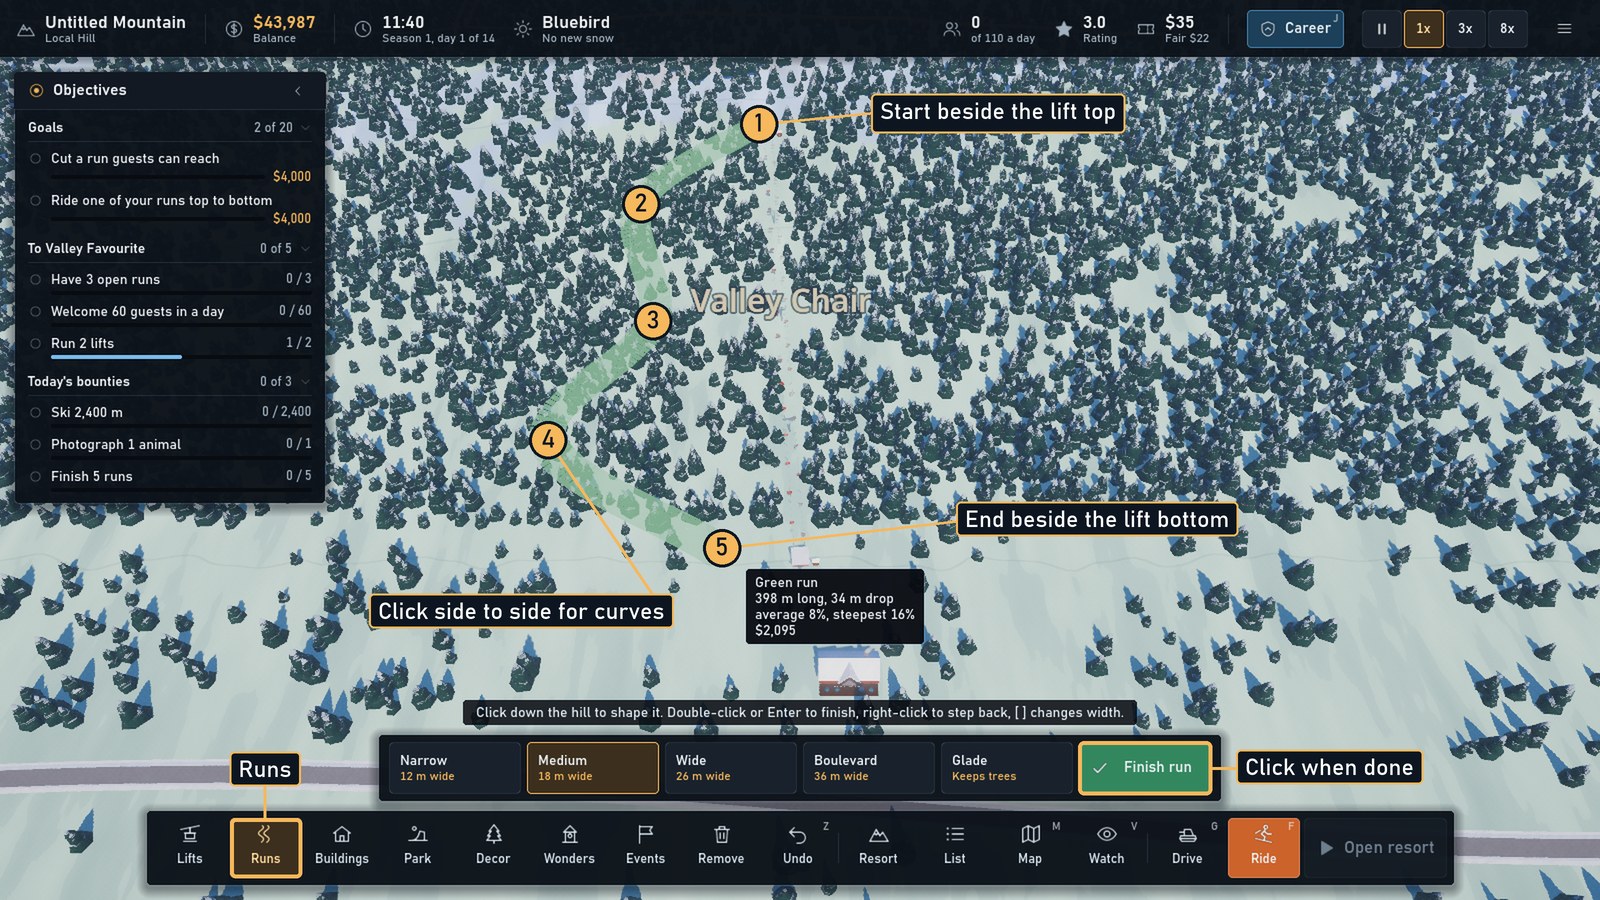 Untitled Mountain
Local Hill
$43,987
Balance
11:40
Season 1, day 1 of 14
Bluebird
No new snow
0
of 110 a day
3.0
Rating
$35
Fair $22
Career
J
1x
3x
8x
Objectives
Goals
2 of 20
Cut a run guests can reach
$4,000
Ride one of your runs top to bottom
$4,000
To Valley Favourite
0 of 5
Have 3 open runs
0 / 3
Welcome 60 guests in a day
0 / 60
Run 2 lifts
1 / 2
Today's bounties
0 of 3
Ski 2,400 m
0 / 2,400
Photograph 1 animal
0 / 1
Finish 5 runs
0 / 5
1
Start beside the lift top
2
Valley Chair
3
4
5
End beside the lift bottom
Click side to side for curves
Green run
398 m long, 34 m drop
average 8%, steepest 16%
$2,095
Click down the hill to shape it. Double-click or Enter to finish, right-click to step back, [ ] changes width.
Runs
Narrow
12 m wide
Medium
18 m wide
Wide
26 m wide
Boulevard
36 m wide
Glade
Keeps trees
Finish run
Click when done
Lifts
Runs
Buildings
Park
Decor
Wonders
Events
Remove
Undo
Z
Resort
List
Map
M
Watch
V
Drive
G
Ride
F
Open resort